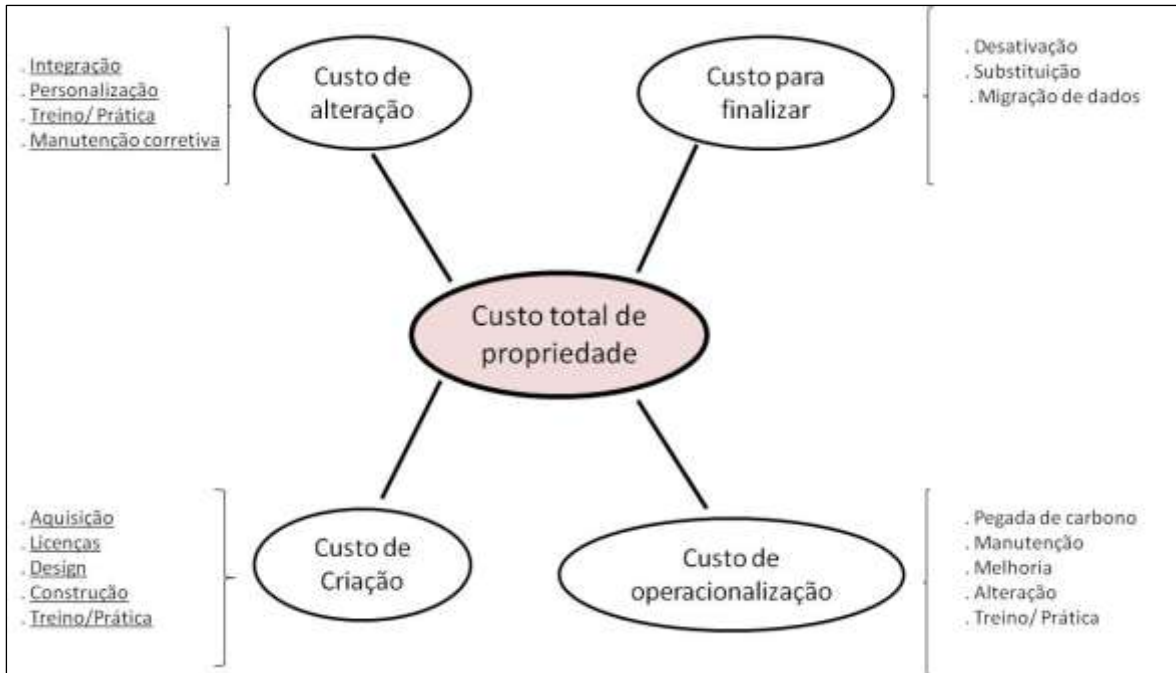 . Integração
. Personalização
. Treino/ Prática
. Manutenção corretiva
Custo de
alteração
Custo para
finalizar
. Desativação
. Substituição
. Migração de dados
Custo total de
propriedade
. Aquisição
. Licenças
. Design
. Construção
. Treino/Prática
Custo de
Criação
Custo de
operacionalização
. Pegada de carbono
. Manutenção
. Melhoria
. Alteração
. Treino/ Prática